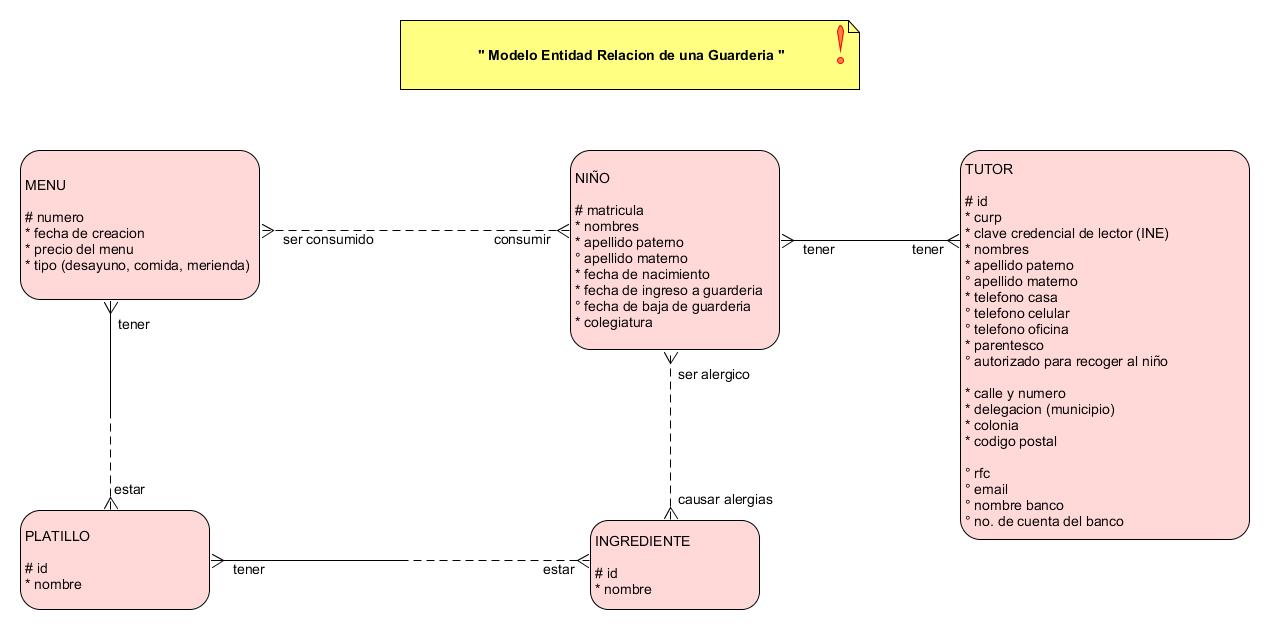 " Modelo Entidad Relacion de una Guarderia "
MENU
# numero
* fecha de creacion
* precio del menu
* tipo (desayuno, comida, merienda)
ser consumido
consumir
NIÑO
# matricula
* nombres
* apellido paterno
° apellido materno
* fecha de nacimiento
* fecha de ingreso a guarderia
° fecha de baja de guarderia
* colegiatura
tener
tener
TUTOR
# id
* curp
* clave credencial de lector (INE)
* nombres
* apellido paterno
° apellido materno
* telefono casa
° telefono celular
° telefono oficina
* parentesco
° autorizado para recoger al niño
* calle y numero
* delegacion (municipio)
* colonia
* codigo postal
° rfc
° email
° nombre banco
° no. de cuenta del banco
tener
estar
ser alergico
causar alergias
PLATILLO
# id
* nombre
tener
estar
INGREDIENTE
# id
* nombre